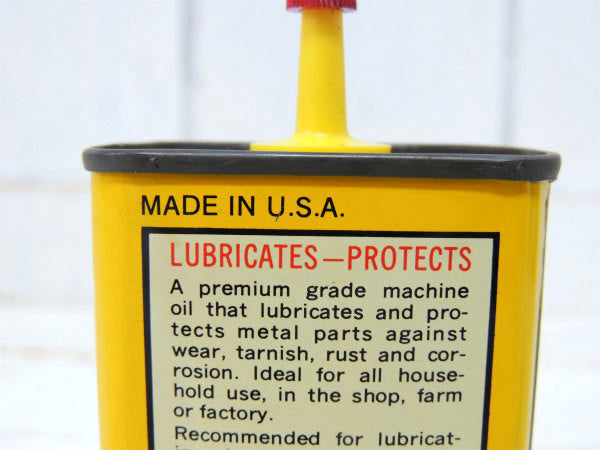 MADE IN U.S.A.
LUBRICATES—PROTECTS
A premium grade machine
oil that lubricates and pro-
tects metal parts against
wear, tarnish, rust and cor-
rosion. Ideal for all house-
hold use, in the shop, farm
or factory.
Recommended for lubricat-